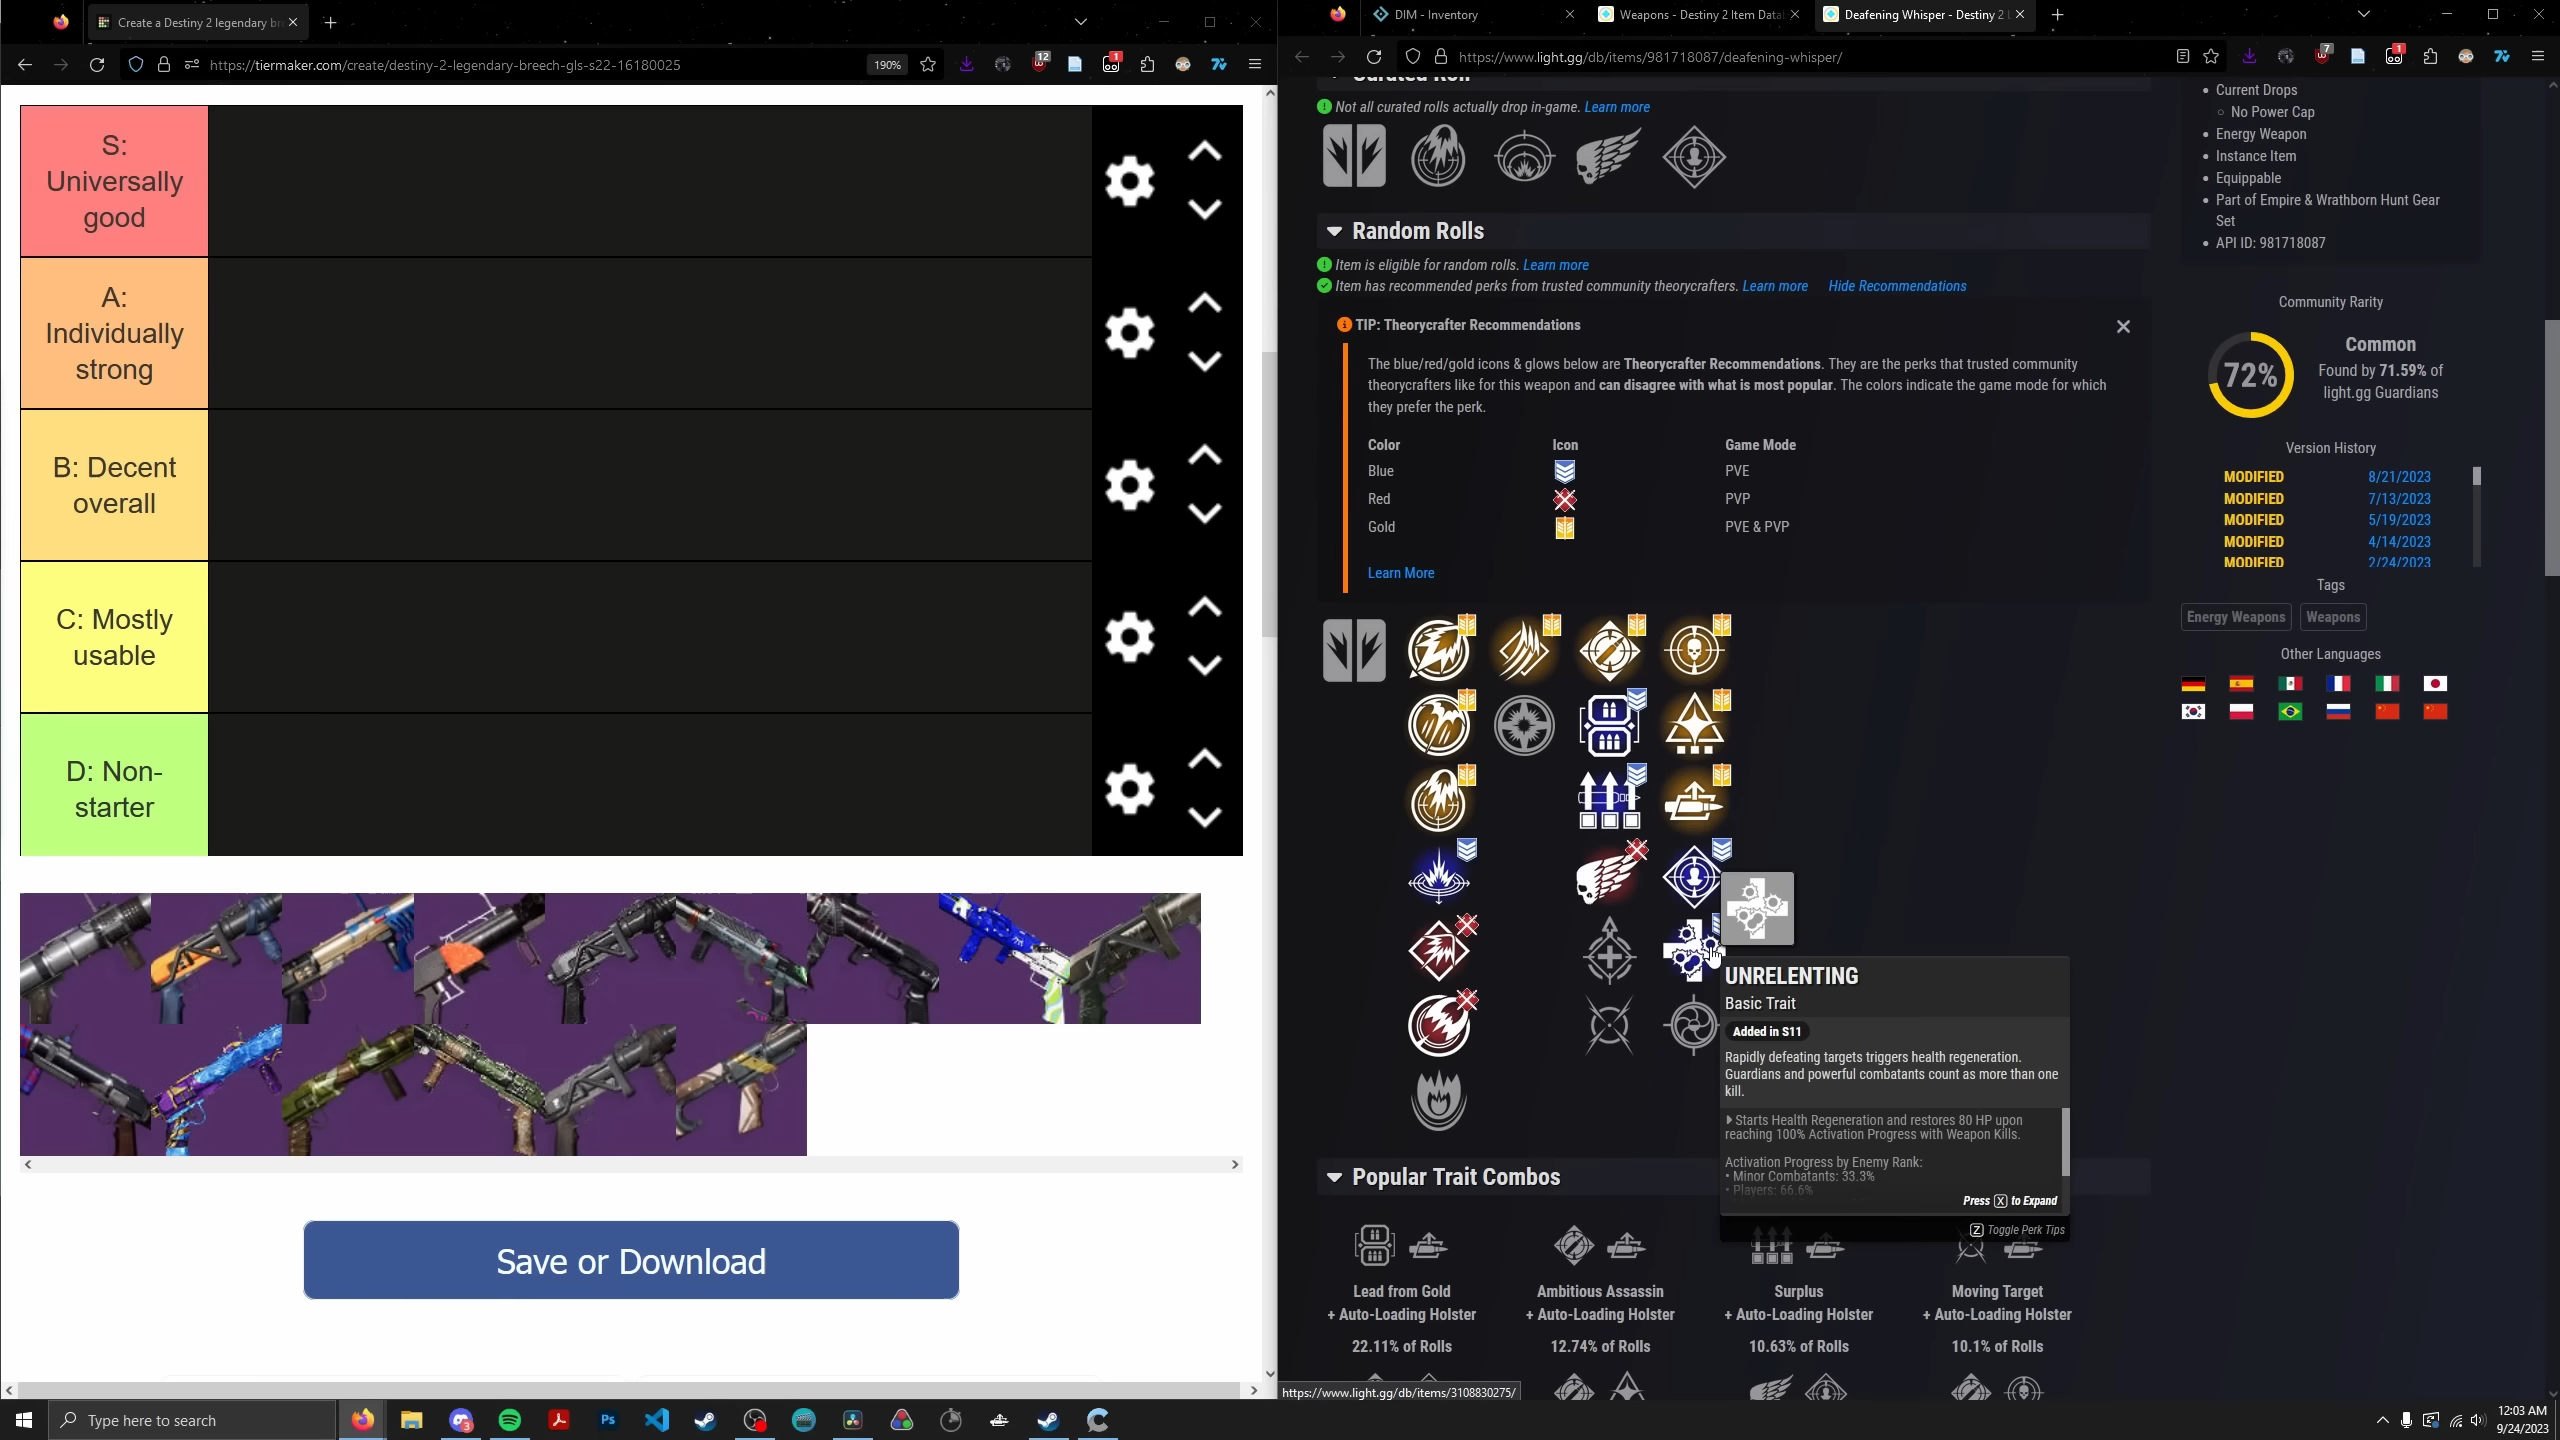 Create a Destiny 2 legendary br
https://tiermaker.com/create/destiny-2-legendary-breech-gls-s22-16180025
190%
12
1
S:
Universally
good
A:
Individually
strong
B: Decent
overall
C: Mostly
usable
D: Non-
starter
Save or Download
DIM - Inventory
Weapons - Destiny 2 Item Data
Deafening Whisper - Destiny 2
https://www.light.gg/db/items/981718087/deafening-whisper/
7
1
Curated Roll
Not all curated rolls actually drop in-game. Learn more
Random Rolls
Item is eligible for random rolls. Learn more
Item has recommended perks from trusted community theorycrafters. Learn more Hide Recommendations
TIP: Theorycrafter Recommendations
The blue/red/gold icons & glows below are Theorycrafter Recommendations. They are the perks that trusted community
theorycrafters like for this weapon and can disagree with what is most popular. The colors indicate the game mode for which
they prefer the perk.
Color Icon Game Mode
Blue PVE
Red PVP
Gold PVE & PVP
Learn More
UNRELENTING
Basic Trait
Added in S11
Rapidly defeating targets triggers health regeneration.
Guardians and powerful combatants count as more than one
kill.
Starts Health Regeneration and restores 80 HP upon
reaching 100% Activation Progress with Weapon Kills.
Activation Progress by Enemy Rank:
• Minor Combatants: 33.3%
• Players: 66.6%
Press X to Expand
Z Toggle Perk Tips
Popular Trait Combos
Lead from Gold
+ Auto-Loading Holster
22.11% of Rolls
Ambitious Assassin
+ Auto-Loading Holster
12.74% of Rolls
Surplus
+ Auto-Loading Holster
10.63% of Rolls
Moving Target
+ Auto-Loading Holster
10.1% of Rolls
https://www.light.gg/db/items/3108830275/
Current Drops
No Power Cap
Energy Weapon
Instance Item
Equippable
Part of Empire & Wrathborn Hunt Gear
Set
API ID: 981718087
Community Rarity
72%
Common
Found by 71.59% of
light.gg Guardians
Version History
MODIFIED 8/21/2023
MODIFIED 7/13/2023
MODIFIED 5/19/2023
MODIFIED 4/14/2023
MODIFIED 2/24/2023
Tags
Energy Weapons Weapons
Other Languages
Type here to search
3
Ps
12:03 AM
9/24/2023